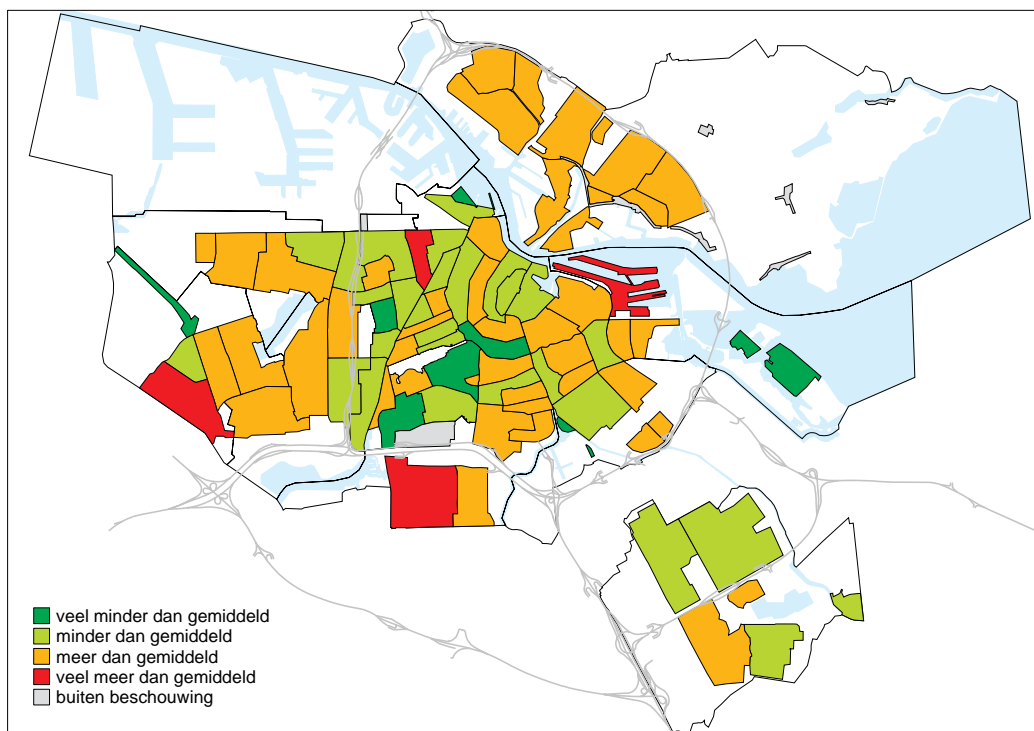 veel minder dan gemiddeld
minder dan gemiddeld
meer dan gemiddeld
veel meer dan gemiddeld
buiten beschouwing